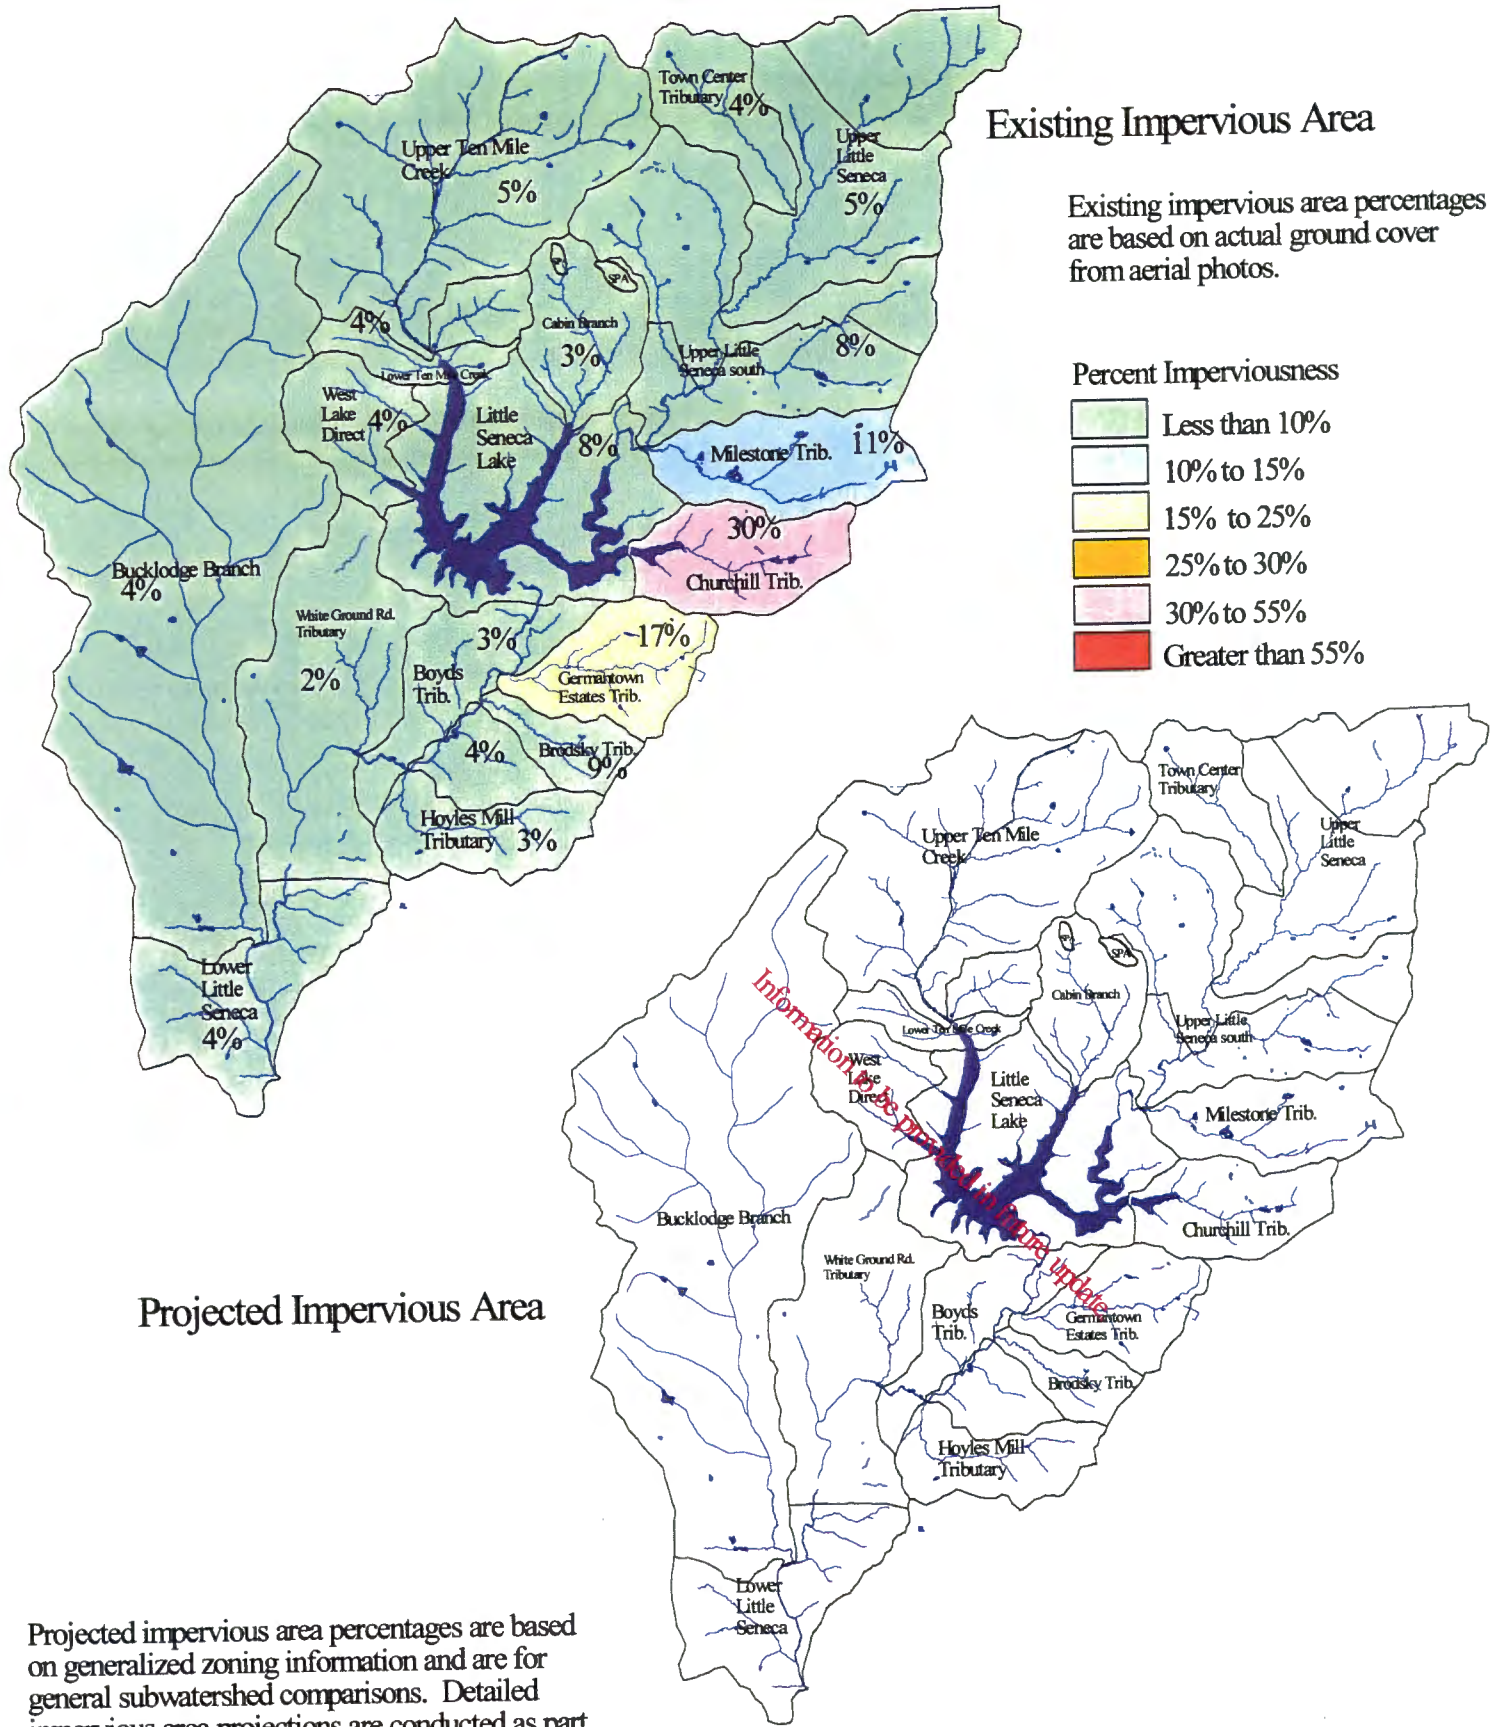 Existing Impervious Area
Existing impervious area percentages
are based on actual ground cover
from aerial photos.
Percent Imperviousness
Less than 10%
10% to 15%
15% to 25%
25% to 30%
30% to 55%
Greater than 55%
Town Center
Tributary 4%
Upper Ten Mile
Creek
5%
Upper
Little
Seneca
5%
SPA
4%
Cabin Branch
3%
Upper Little
Seneca south
8%
Lower Ten Mile Creek
West
Lake
Direct
4%
Little
Seneca
Lake
8%
Milestone Trib.
11%
30%
Churchill Trib.
Bucklodge Branch
4%
White Ground Rd.
Tributary
2%
3%
Boyds
Trib.
17%
Germantown
Estates Trib.
4%
Brodsky Trib.
9%
Hoyles Mill
Tributary
3%
Lower
Little
Seneca
4%
Projected Impervious Area
Town Center
Tributary
Upper Ten Mile
Creek
Upper
Little
Seneca
SPA
Cabin Branch
Upper Little
Seneca south
Lower Ten Mile Creek
West
Lake
Direct
Little
Seneca
Lake
Milestone Trib.
Churchill Trib.
Information to be provided in future update
Bucklodge Branch
White Ground Rd.
Tributary
Boyds
Trib.
Germantown
Estates Trib.
Brodsky Trib.
Hoyles Mill
Tributary
Lower
Little
Seneca
Projected impervious area percentages are based
on generalized zoning information and are for
general subwatershed comparisons. Detailed
impervious area projections are conducted as part